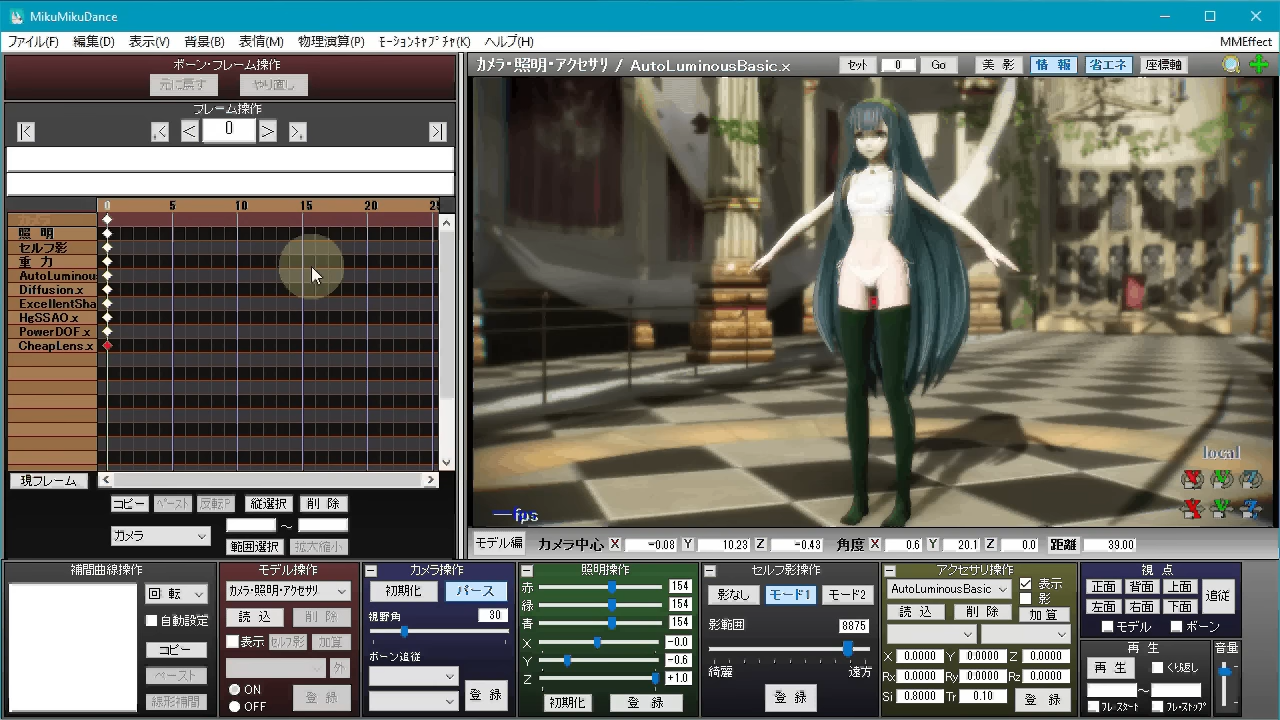 MikuMikuDance
ファイル(F) 編集(D) 表示(V) 背景(B) 表情(M) 物理演算(P) ﾓｰｼｮﾝｷｬﾌﾟﾁｬ(K) ヘルプ(H) MMEffect
ボーン・フレーム操作
元に戻す やり直し
フレーム操作
0
0 5 10 15 20 25
カメラ
照 明
セルフ影
重 力
AutoLuminou
Diffusion.x
ExcellentSha
HgSSAO.x
PowerDOF.x
CheapLens.x
現フレーム
コピー ペースト 反転P 縦選択 削 除
カメラ ～
範囲選択 拡大縮小
カメラ・照明・アクセサリ / AutoLuminousBasic.x セット 0 Go 美 影 情 報 省エネ 座標軸
local
fps
モデル編 カメラ中心 X -0.08 Y 10.23 Z -0.43 角度 X 0.6 Y 20.1 Z 0.0 距離 39.00
補間曲線操作
回 転
自動設定
コピー
ペースト
線形補間
モデル操作
カメラ・照明・アクセサリ
読 込 削 除
表示 セルフ影 加算
外
ON
OFF
登 録
カメラ操作
初期化 パース
視野角 30
ボーン追従
登 録
照明操作
赤 154
緑 154
青 154
X -0.0
Y -0.6
Z +1.0
初期化 登 録
セルフ影操作
影なし モード1 モード2
影範囲 8875
綺麗 遠方
登 録
アクセサリ操作
AutoLuminousBasic 表示
影
読 込 削 除 加 算
X 0.0000 Y 0.0000 Z 0.0000
Rx 0.0000 Ry 0.0000 Rz 0.0000
Si 0.8000 Tr 0.10 登 録
視 点
正面 背面 上面
左面 右面 下面
追従
モデル ボーン
再 生
再 生 くり返し
～
フレ・スタート フレ・ストップ
音量